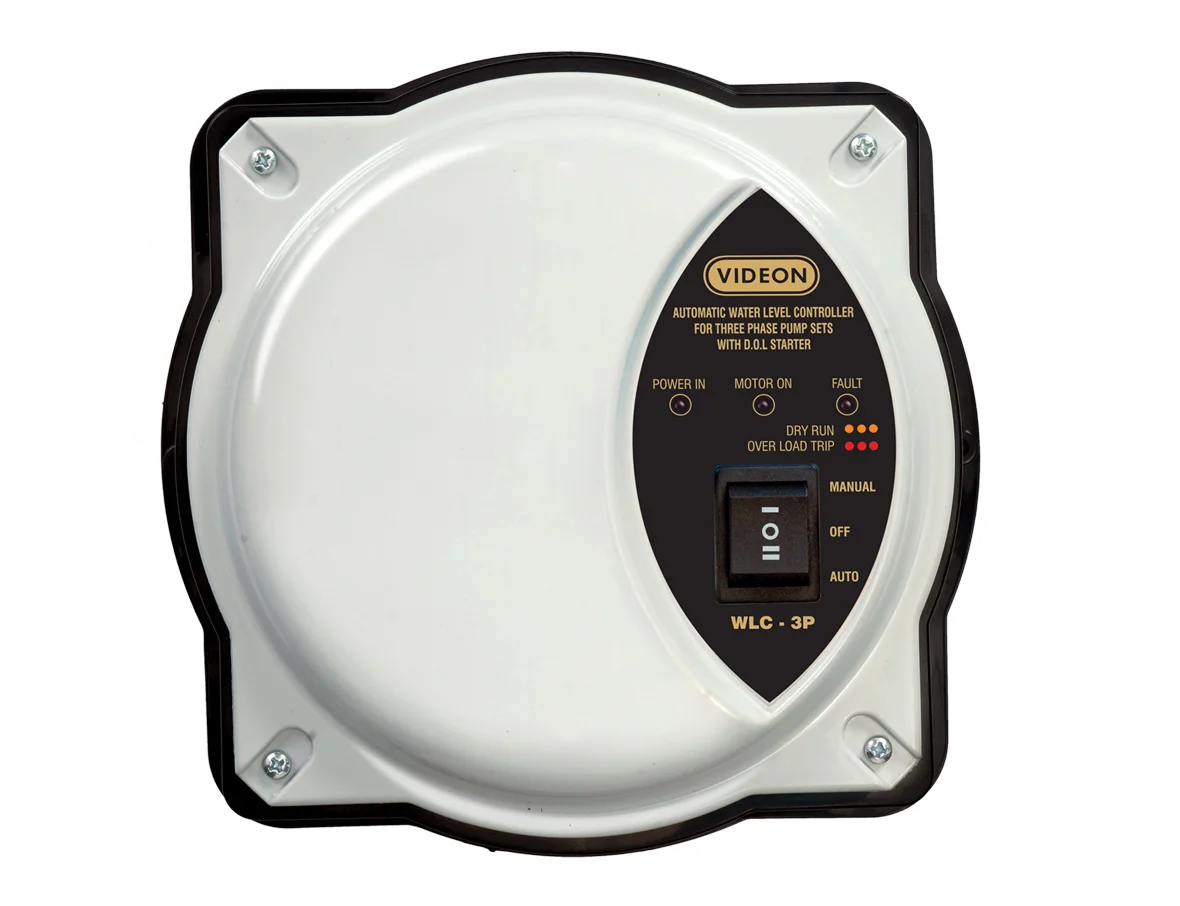 VIDEON
AUTOMATIC WATER LEVEL CONTROLLER
FOR THREE PHASE PUMP SETS
WITH D.O.L STARTER
POWER IN MOTOR ON FAULT
DRY RUN
OVER LOAD TRIP
MANUAL
OFF
AUTO
WLC - 3P